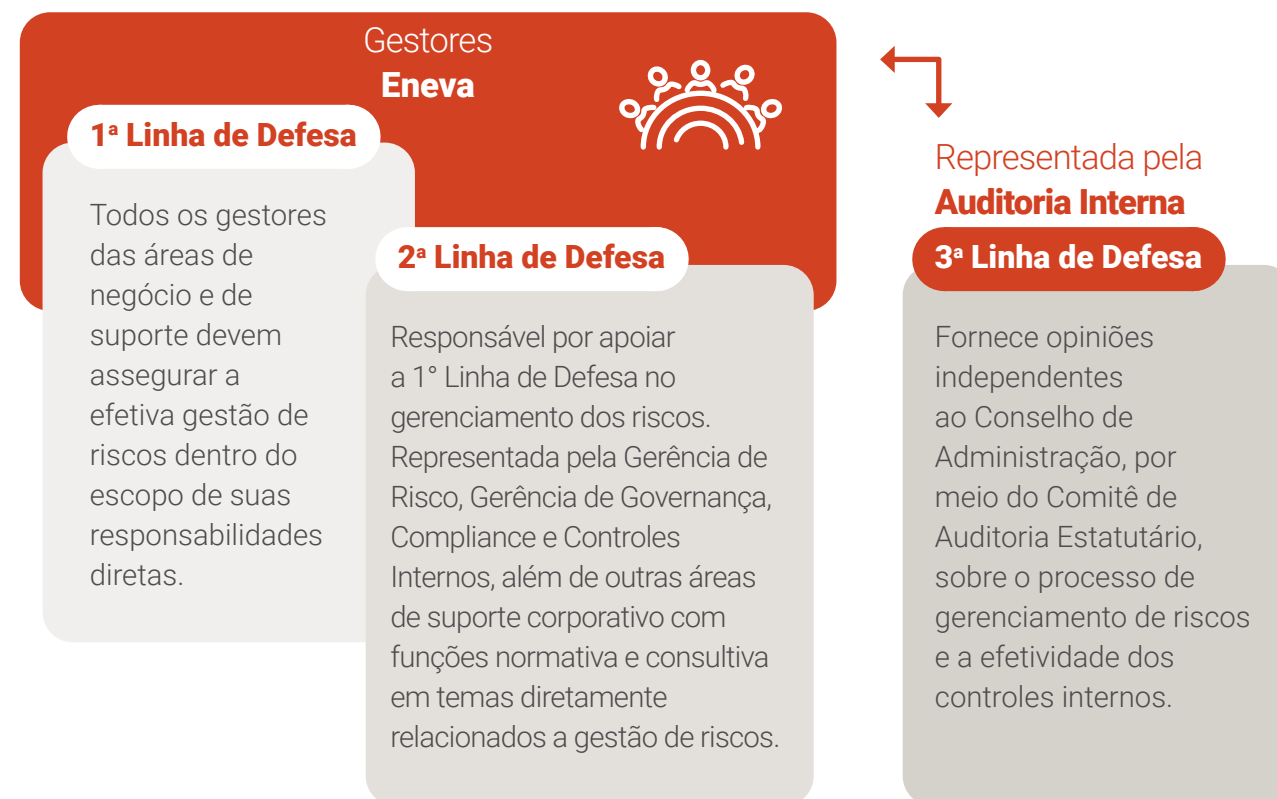 Gestores
Eneva
1ª Linha de Defesa
Todos os gestores
das áreas de
negócio e de
suporte devem
assegurar a
efetiva gestão de
riscos dentro do
escopo de suas
responsabilidades
diretas.
2ª Linha de Defesa
Responsável por apoiar
a 1° Linha de Defesa no
gerenciamento dos riscos.
Representada pela Gerência de
Risco, Gerência de Governança,
Compliance e Controles
Internos, além de outras áreas
de suporte corporativo com
funções normativa e consultiva
em temas diretamente
relacionados a gestão de riscos.
Representada pela
Auditoria Interna
3ª Linha de Defesa
Fornece opiniões
independentes
ao Conselho de
Administração, por
meio do Comitê de
Auditoria Estatutário,
sobre o processo de
gerenciamento de riscos
e a efetividade dos
controles internos.